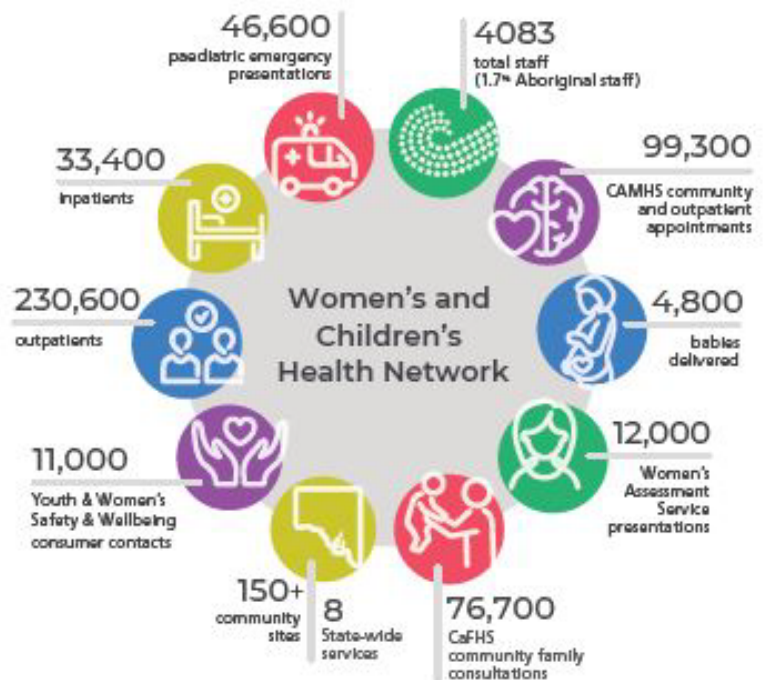 46,600
paediatric emergency
presentations
4083
total staff
(1.7% Aboriginal staff)
99,300
CAMHS community
and outpatient
appointments
4,800
babies
delivered
12,000
Women's
Assessment
Service
presentations
76,700
CaFHS
community family
consultations
8
State-wide
services
150+
community
sites
11,000
Youth & Women's
Safety & Wellbeing
consumer contacts
230,600
outpatients
33,400
Inpatients
Women's and
Children's
Health Network